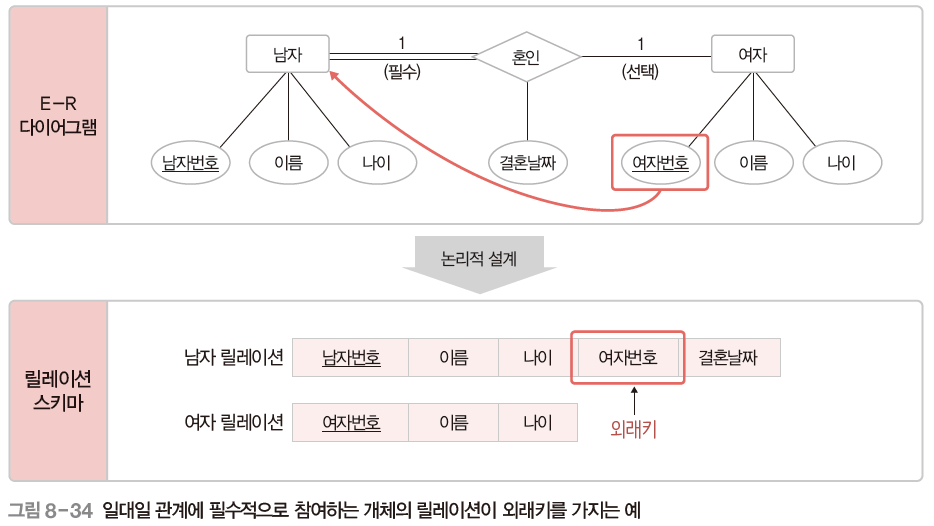 E-R
다이어그램
남자
1
(필수)
혼인
1
(선택)
여자
남자번호
이름
나이
결혼날짜
여자번호
이름
나이
논리적 설계
릴레이션
스키마
남자 릴레이션 남자번호 이름 나이 여자번호 결혼날짜
여자 릴레이션 여자번호 이름 나이
외래키
그림 8-34 일대일 관계에 필수적으로 참여하는 개체의 릴레이션이 외래키를 가지는 예